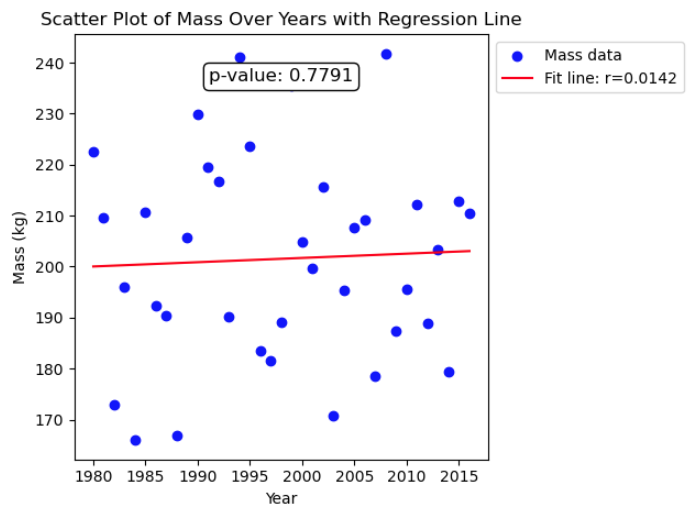 Scatter Plot of Mass Over Years with Regression Line
p-value: 0.7791
Mass data
Fit line: r=0.0142
240
230
220
210
200
190
180
170
Mass (kg)
1980 1985 1990 1995 2000 2005 2010 2015
Year